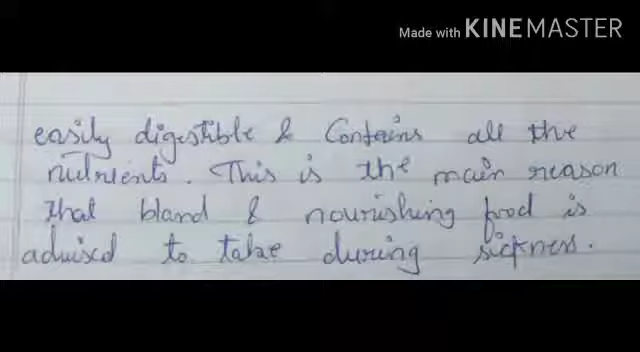 Made with KINEMASTER
easily digestible & Contains all the
nutrients. This is the main reason
that bland & nourishing food is
advised to take during sickness.